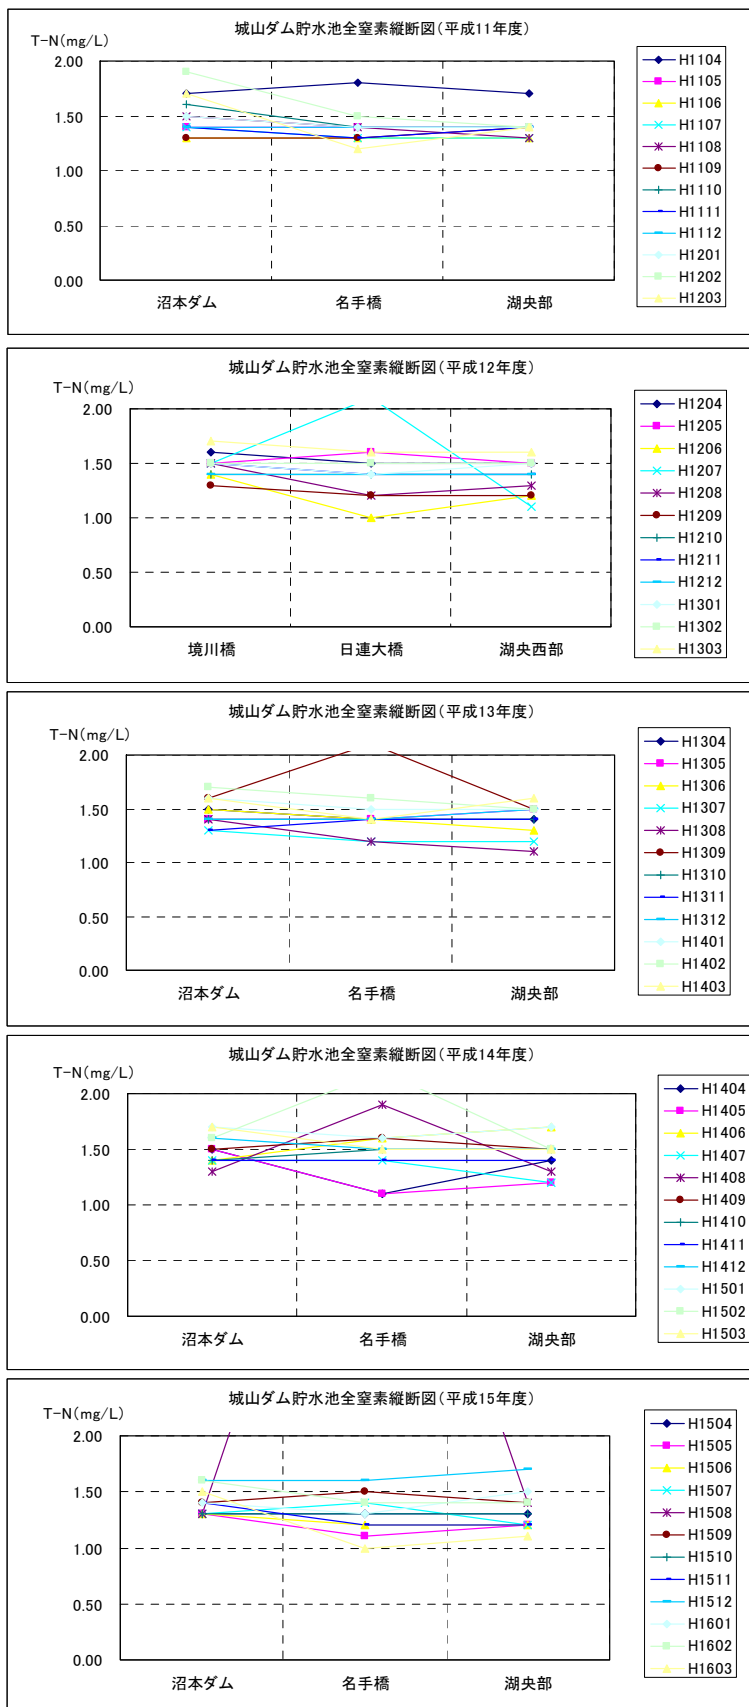 城山ダム貯水池全窒素縦断図(平成11年度)
T-N(mg/L)
2.00
1.50
1.00
0.50
0.00
沼本ダム 名手橋 湖央部
H1104
H1105
H1106
H1107
H1108
H1109
H1110
H1111
H1112
H1201
H1202
H1203
城山ダム貯水池全窒素縦断図(平成12年度)
T-N(mg/L)
2.00
1.50
1.00
0.50
0.00
境川橋 日連大橋 湖央西部
H1204
H1205
H1206
H1207
H1208
H1209
H1210
H1211
H1212
H1301
H1302
H1303
城山ダム貯水池全窒素縦断図(平成13年度)
T-N(mg/L)
2.00
1.50
1.00
0.50
0.00
沼本ダム 名手橋 湖央部
H1304
H1305
H1306
H1307
H1308
H1309
H1310
H1311
H1312
H1401
H1402
H1403
城山ダム貯水池全窒素縦断図(平成14年度)
T-N(mg/L)
2.00
1.50
1.00
0.50
0.00
沼本ダム 名手橋 湖央部
H1404
H1405
H1406
H1407
H1408
H1409
H1410
H1411
H1412
H1501
H1502
H1503
城山ダム貯水池全窒素縦断図(平成15年度)
T-N(mg/L)
2.00
1.50
1.00
0.50
0.00
沼本ダム 名手橋 湖央部
H1504
H1505
H1506
H1507
H1508
H1509
H1510
H1511
H1512
H1601
H1602
H1603